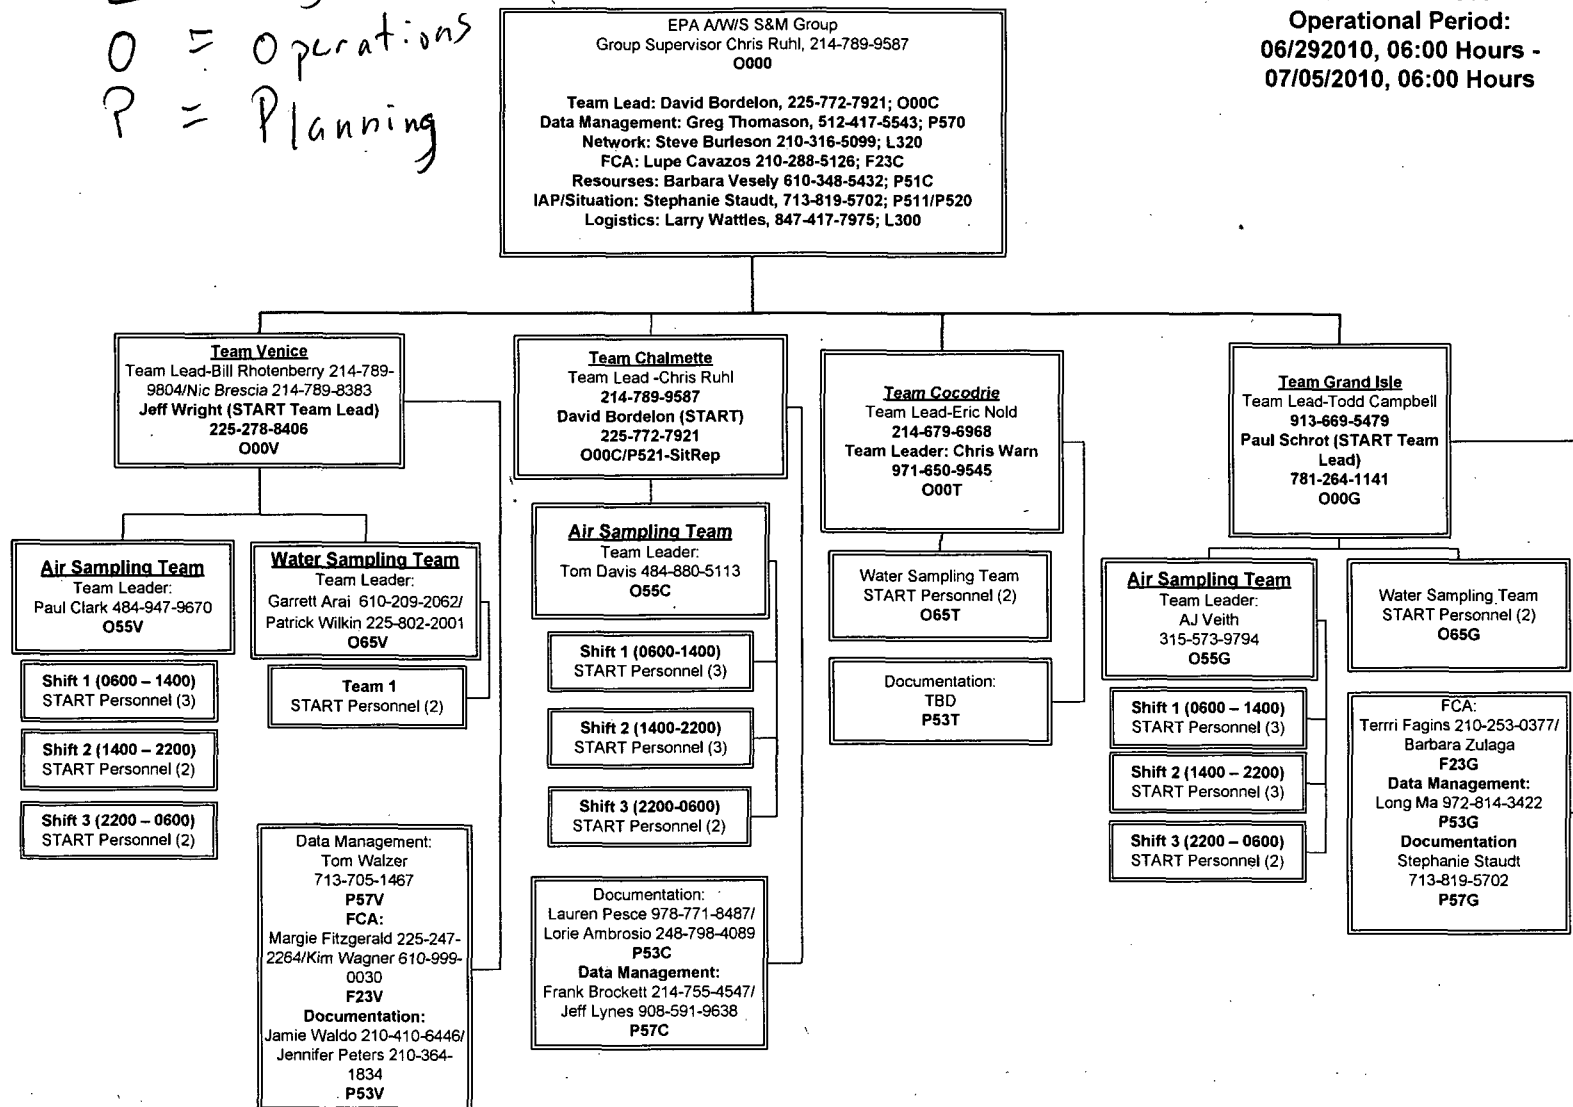 O = Operations
P = Planning
Operational Period:
06/292010, 06:00 Hours -
07/05/2010, 06:00 Hours
EPA A/W/S S&M Group
Group Supervisor Chris Ruhl, 214-789-9587
O000
Team Lead: David Bordelon, 225-772-7921; O00C
Data Management: Greg Thomason, 512-417-5543; P570
Network: Steve Burleson 210-316-5099; L320
FCA: Lupe Cavazos 210-288-5126; F23C
Resourses: Barbara Vesely 610-348-5432; P51C
IAP/Situation: Stephanie Staudt, 713-819-5702; P511/P520
Logistics: Larry Wattles, 847-417-7975; L300
Team Venice
Team Lead-Bill Rhotenberry 214-789-
9804/Nic Brescia 214-789-8383
Jeff Wright (START Team Lead)
225-278-8406
O00V
Air Sampling Team
Team Leader:
Paul Clark 484-947-9670
O55V
Shift 1 (0600 – 1400)
START Personnel (3)
Shift 2 (1400 – 2200)
START Personnel (2)
Shift 3 (2200 – 0600)
START Personnel (2)
Water Sampling Team
Team Leader:
Garrett Arai 610-209-2062/
Patrick Wilkin 225-802-2001
O65V
Team 1
START Personnel (2)
Data Management:
Tom Walzer
713-705-1467
P57V
FCA:
Margie Fitzgerald 225-247-
2264/Kim Wagner 610-999-
0030
F23V
Documentation:
Jamie Waldo 210-410-6446/
Jennifer Peters 210-364-
1834
P53V
Team Chalmette
Team Lead -Chris Ruhl
214-789-9587
David Bordelon (START)
225-772-7921
O00C/P521-SitRep
Air Sampling Team
Team Leader:
Tom Davis 484-880-5113
O55C
Shift 1 (0600-1400)
START Personnel (3)
Shift 2 (1400-2200)
START Personnel (3)
Shift 3 (2200-0600)
START Personnel (2)
Documentation:
Lauren Pesce 978-771-8487/
Lorie Ambrosio 248-798-4089
P53C
Data Management:
Frank Brockett 214-755-4547/
Jeff Lynes 908-591-9638
P57C
Team Cocodrie
Team Lead-Eric Nold
214-679-6968
Team Leader: Chris Warn
971-650-9545
O00T
Water Sampling Team
START Personnel (2)
O65T
Documentation:
TBD
P53T
Team Grand Isle
Team Lead-Todd Campbell
913-669-5479
Paul Schrot (START Team
Lead)
781-264-1141
O00G
Air Sampling Team
Team Leader:
AJ Veith
315-573-9794
O55G
Shift 1 (0600 – 1400)
START Personnel (3)
Shift 2 (1400 – 2200)
START Personnel (3)
Shift 3 (2200 – 0600)
START Personnel (2)
Water Sampling Team
START Personnel (2)
O65G
FCA:
Terrri Fagins 210-253-0377/
Barbara Zulaga
F23G
Data Management:
Long Ma 972-814-3422
P53G
Documentation
Stephanie Staudt
713-819-5702
P57G